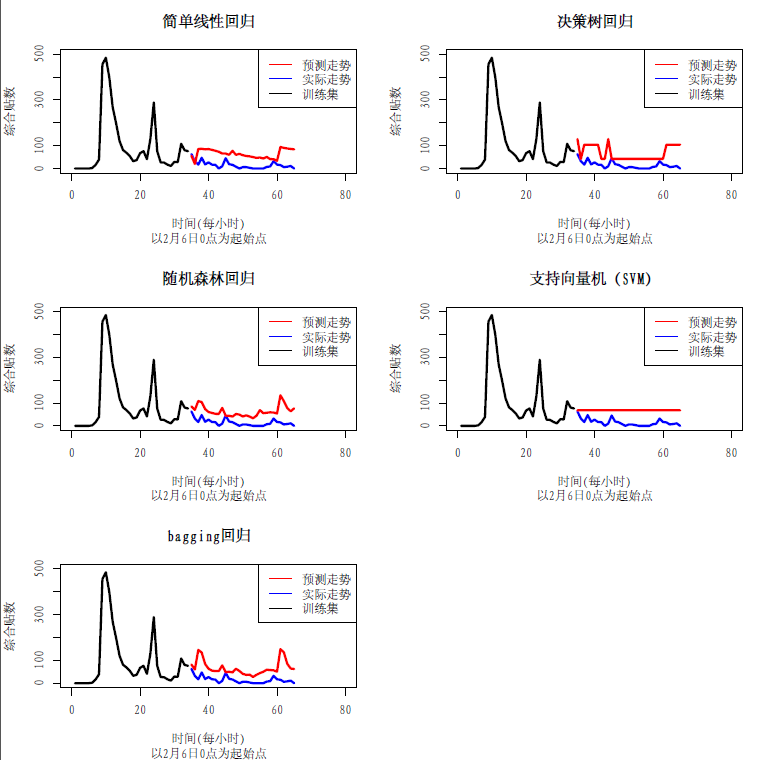 简单线性回归
综合贴数
0 100 300 500
预测走势
实际走势
训练集
0 20 40 60 80
时间(每小时)
以2月6日0点为起始点
决策树回归
综合贴数
0 100 300 500
预测走势
实际走势
训练集
0 20 40 60 80
时间(每小时)
以2月6日0点为起始点
随机森林回归
综合贴数
0 100 300 500
预测走势
实际走势
训练集
0 20 40 60 80
时间(每小时)
以2月6日0点为起始点
支持向量机 (SVM)
综合贴数
0 100 300 500
预测走势
实际走势
训练集
0 20 40 60 80
时间(每小时)
以2月6日0点为起始点
bagging回归
综合贴数
0 100 300 500
预测走势
实际走势
训练集
0 20 40 60 80
时间(每小时)
以2月6日0点为起始点